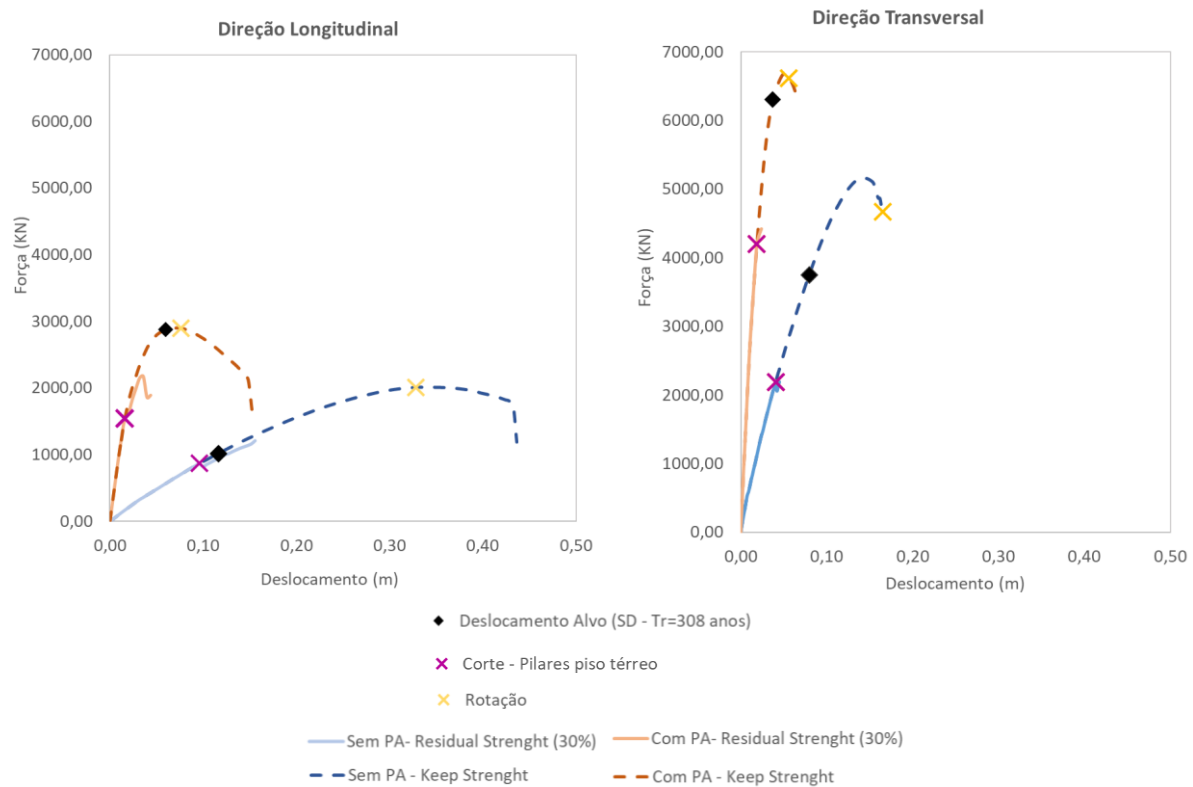 Direção Longitudinal
7000,00
6000,00
5000,00
4000,00
3000,00
2000,00
1000,00
0,00
Força (KN)
0,00 0,10 0,20 0,30 0,40 0,50
Deslocamento (m)
Direção Transversal
7000,00
6000,00
5000,00
4000,00
3000,00
2000,00
1000,00
0,00
Força (KN)
0,00 0,10 0,20 0,30 0,40 0,50
Deslocamento (m)
Deslocamento Alvo (SD - Tr=308 anos)
Corte - Pilares piso térreo
Rotação
Sem PA- Residual Strenght (30%) Com PA- Residual Strenght (30%)
Sem PA - Keep Strenght Com PA - Keep Strenght